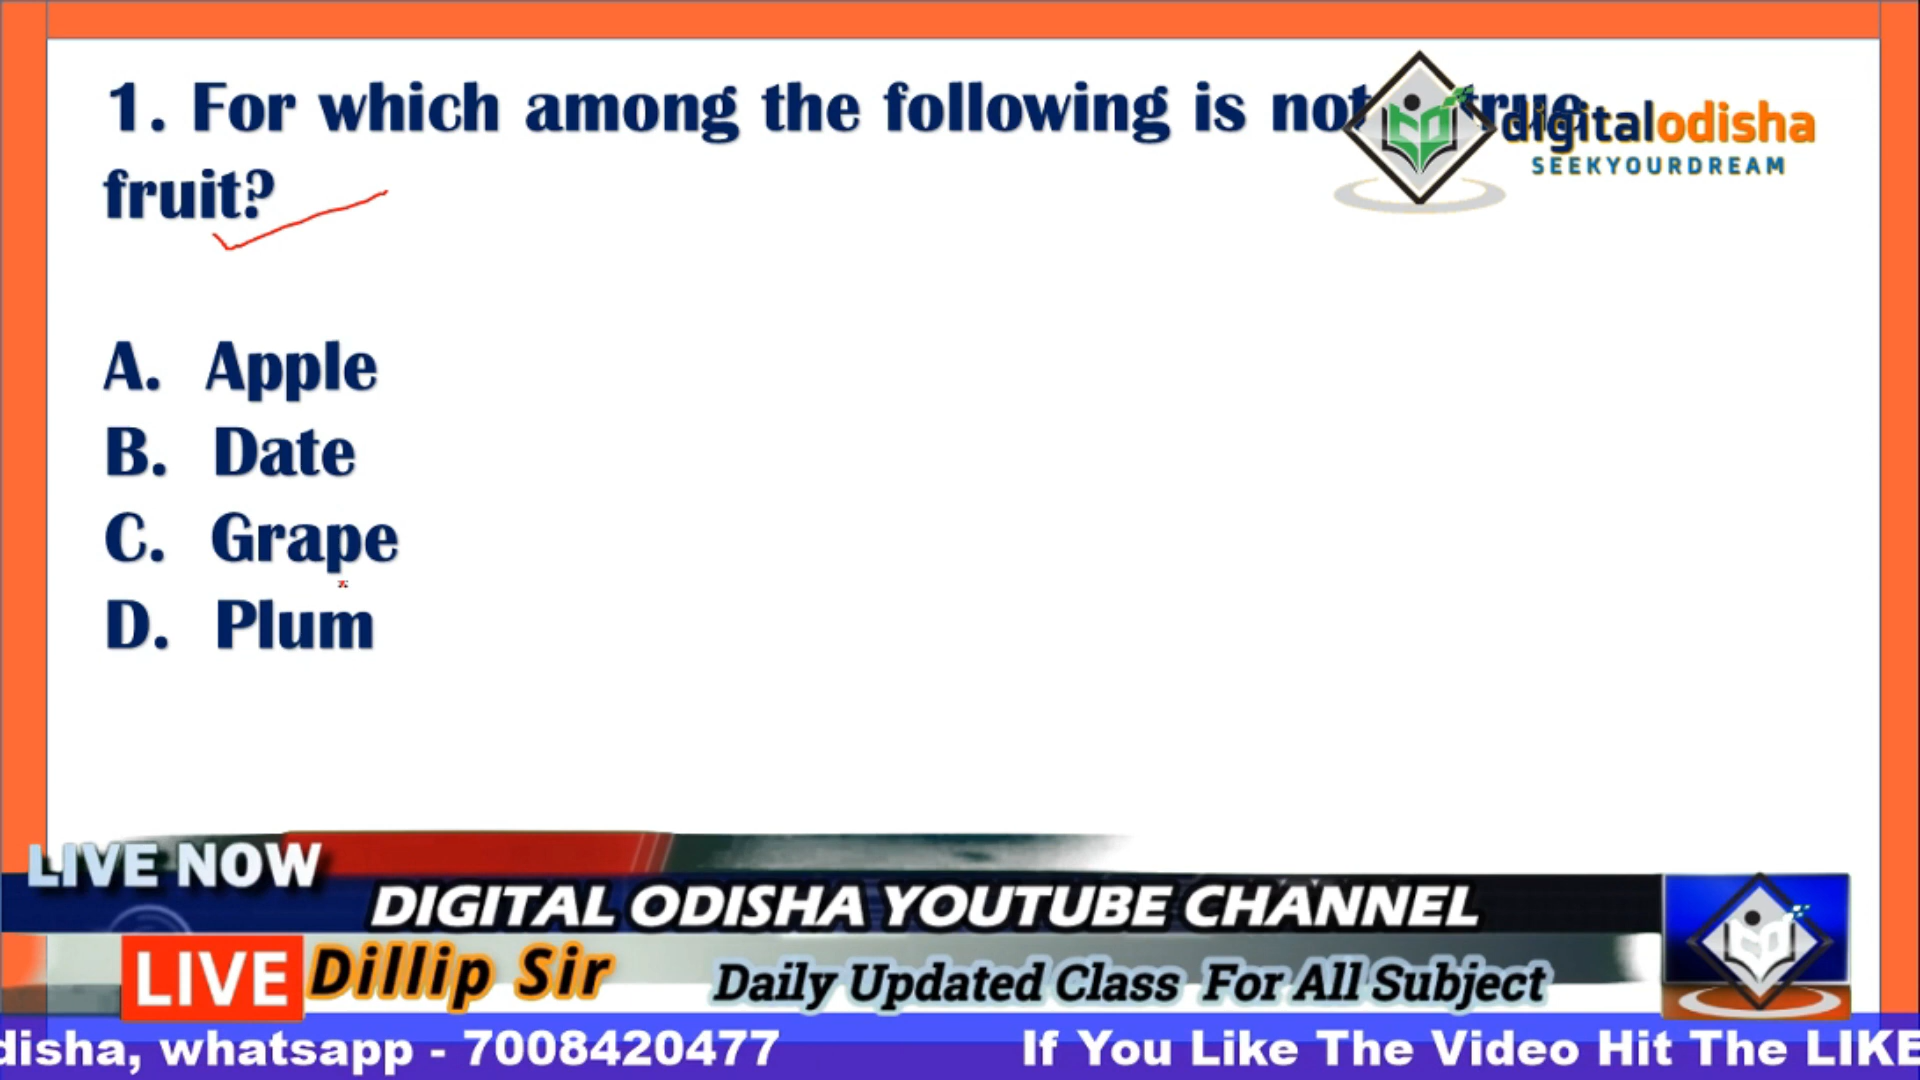 1. For which among the following is not true
fruit?
digitalodisha
SEEKYOURDREAM
A. Apple
B. Date
C. Grape
D. Plum
LIVE NOW
DIGITAL ODISHA YOUTUBE CHANNEL
LIVE Dillip Sir Daily Updated Class For All Subject
disha, whatsapp - 7008420477 If You Like The Video Hit The LIKE